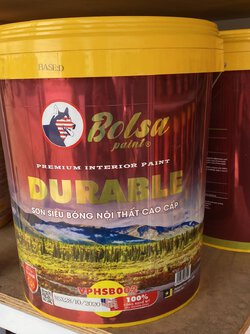 BASED
Bolsa
paint®
PREMIUM INTERIOR PAINT
DURABLE
SƠN SIÊU BÓNG NỘI THẤT CAO CẤP
VPHSB002
100%